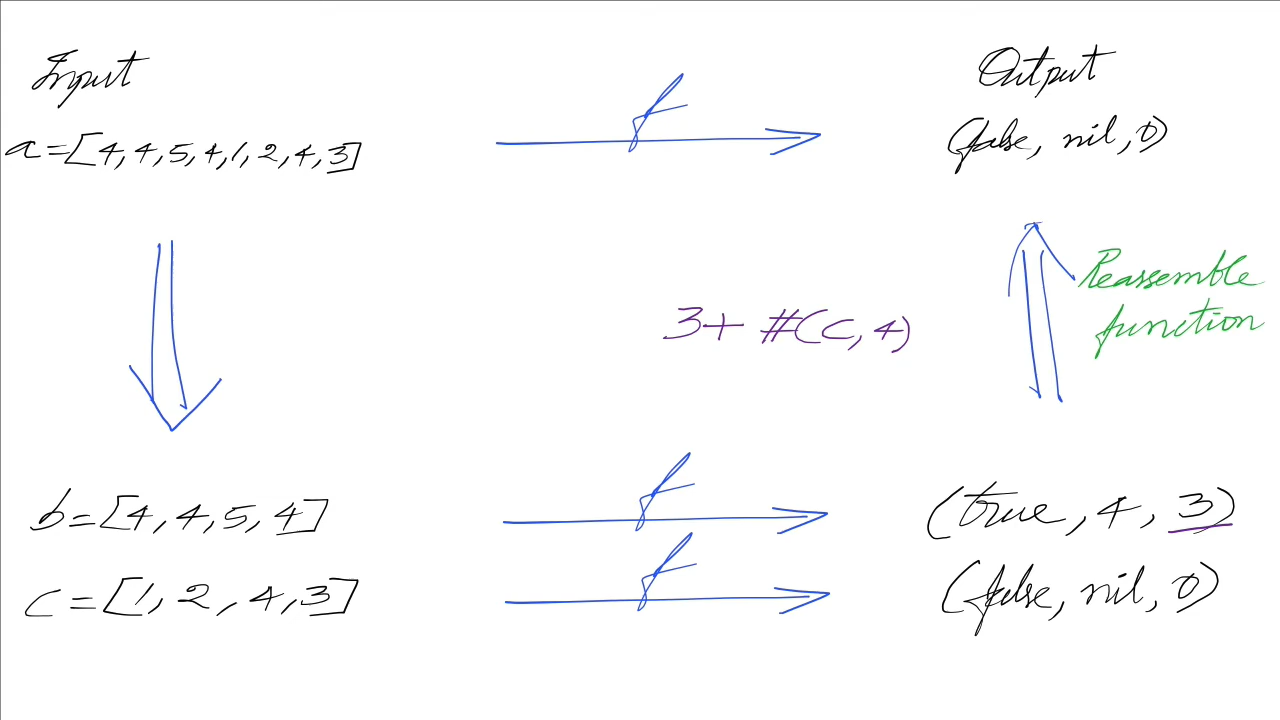 Input
Output
a=[4,4,5,4,1,2,4,3]
f
(false, nil, 0)
3+ #(C,4)
Reassemble
function
b=[4,4,5,4]
f
(true, 4, 3)
c=[1,2,4,3]
f
(false, nil, 0)